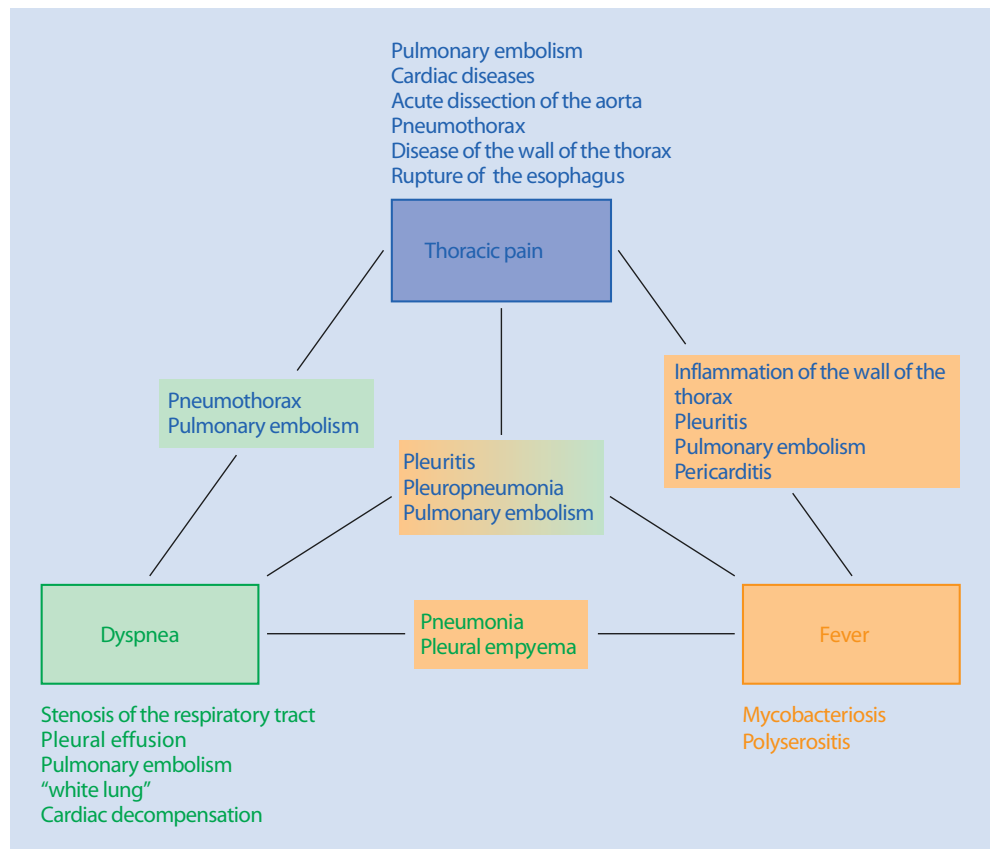 Pulmonary embolism
Cardiac diseases
Acute dissection of the aorta
Pneumothorax
Disease of the wall of the thorax
Rupture of the esophagus
Thoracic pain
Pneumothorax
Pulmonary embolism
Inflammation of the wall of the
thorax
Pleuritis
Pulmonary embolism
Pericarditis
Pleuritis
Pleuropneumonia
Pulmonary embolism
Dyspnea
Pneumonia
Pleural empyema
Fever
Stenosis of the respiratory tract
Pleural effusion
Pulmonary embolism
“white lung”
Cardiac decompensation
Mycobacteriosis
Polyserositis